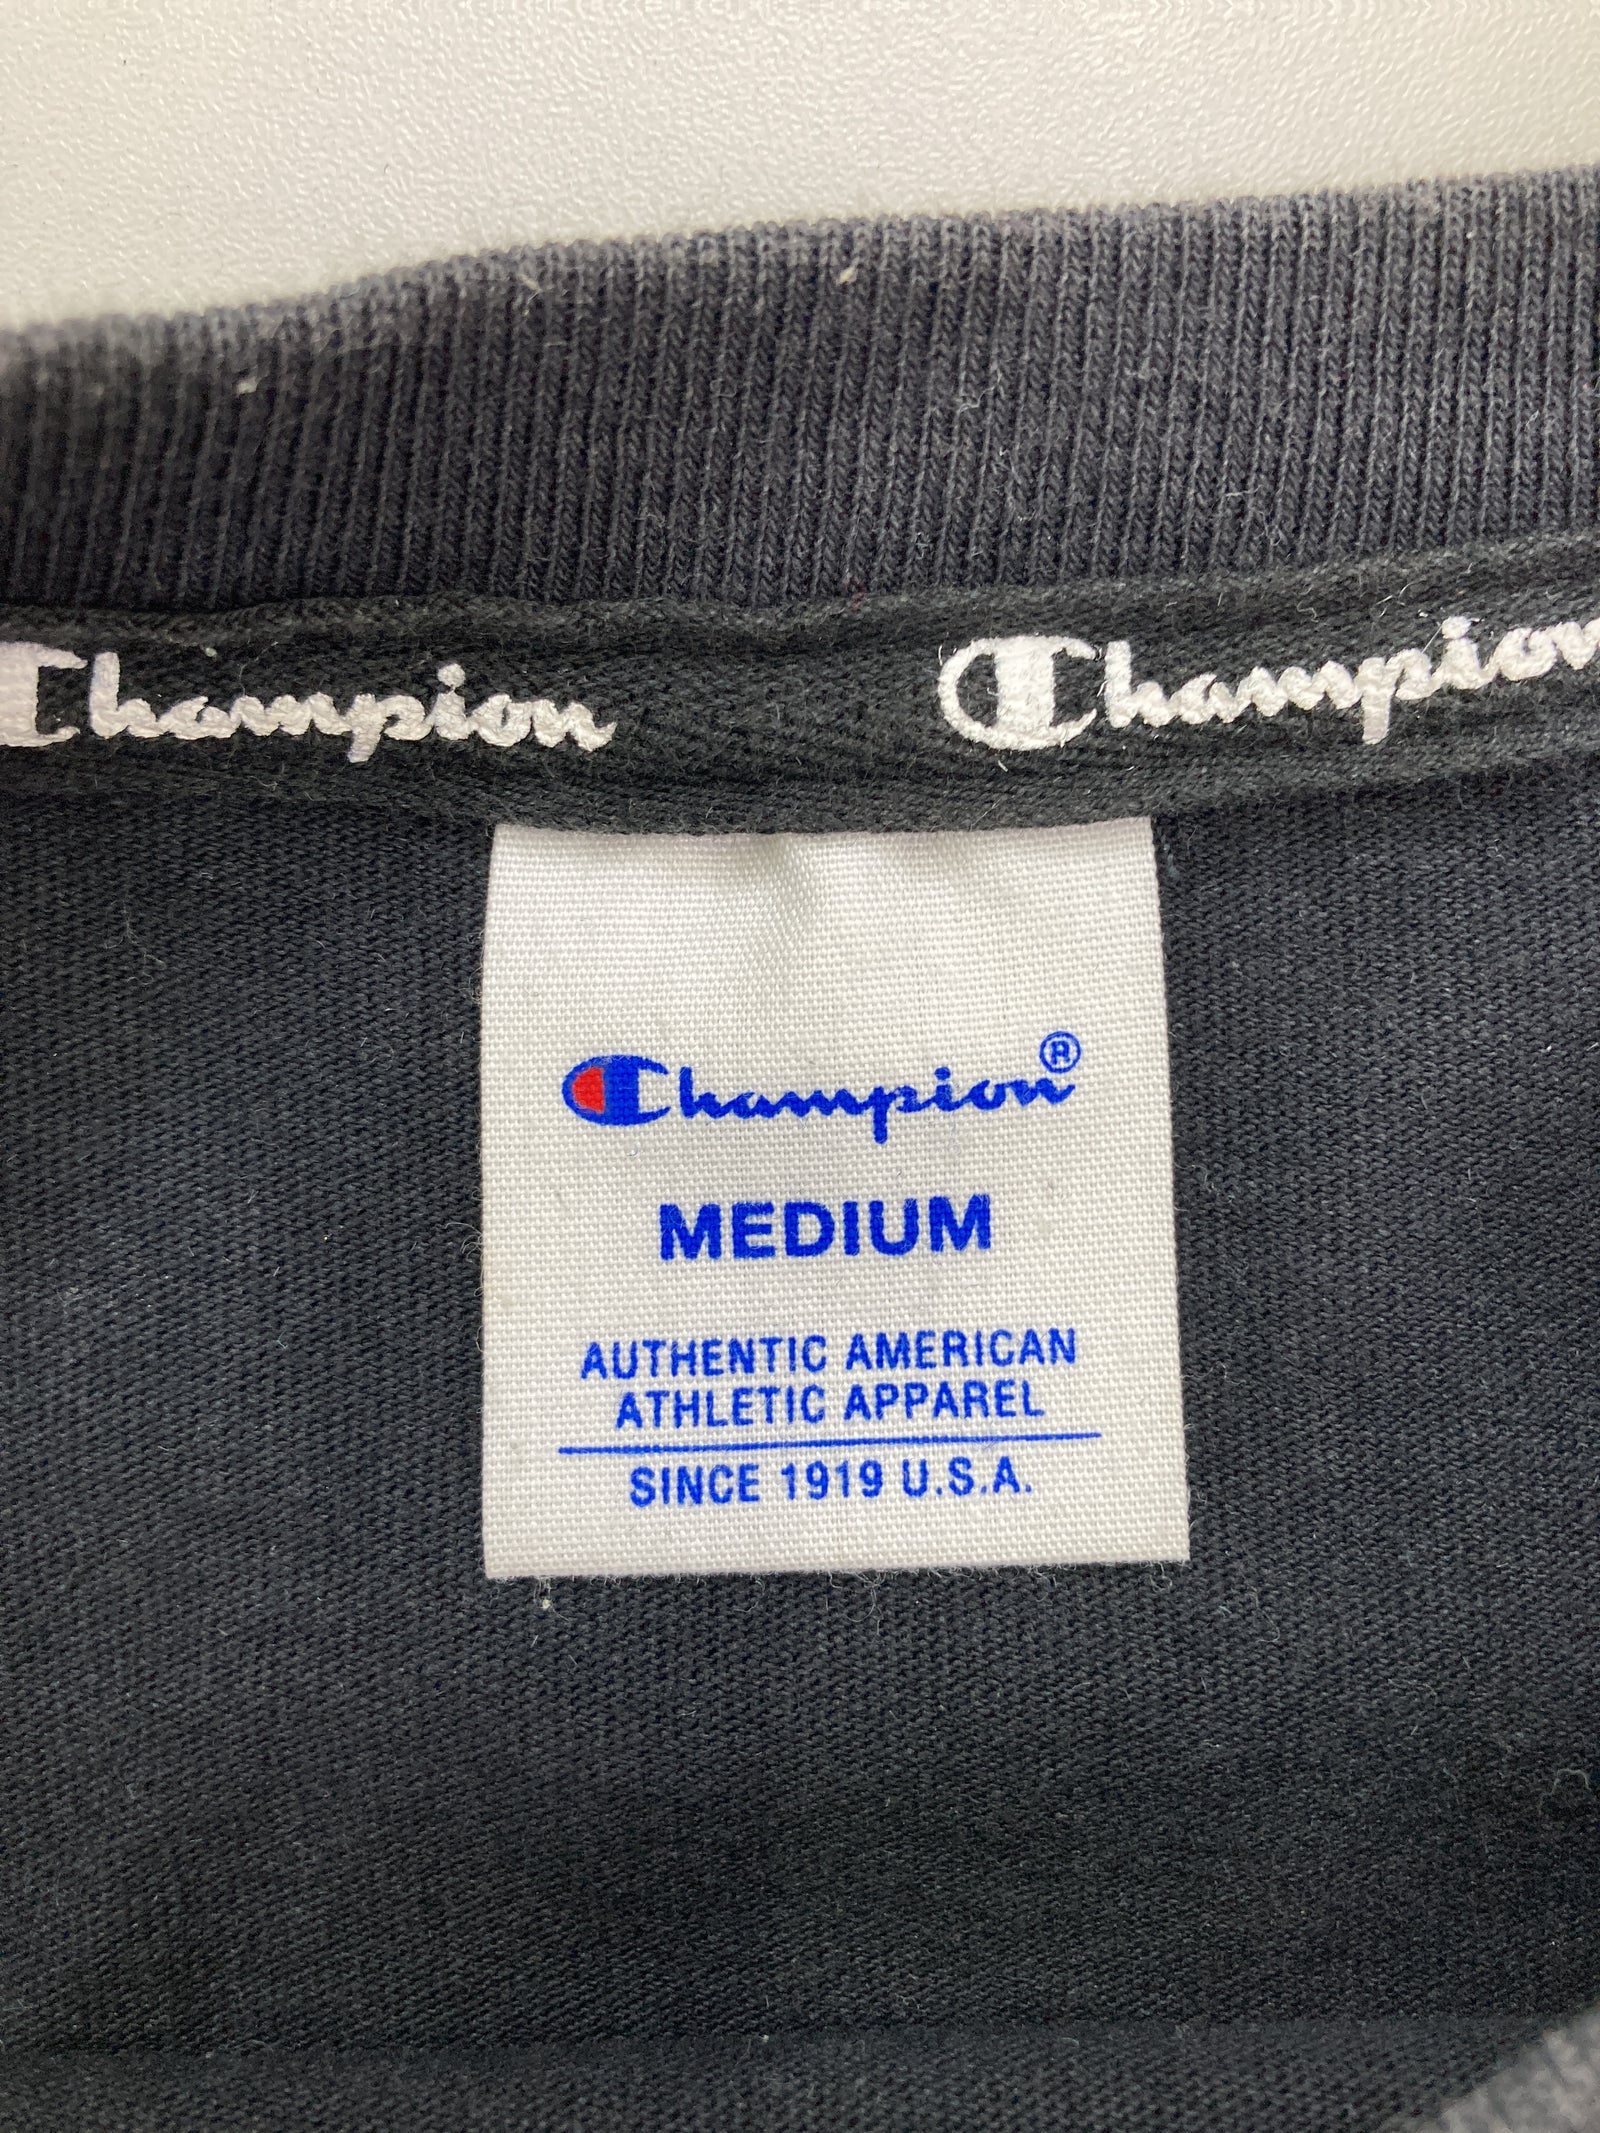 Champion
Champion
Champion®
MEDIUM
AUTHENTIC AMERICAN
ATHLETIC APPAREL
SINCE 1919 U.S.A.